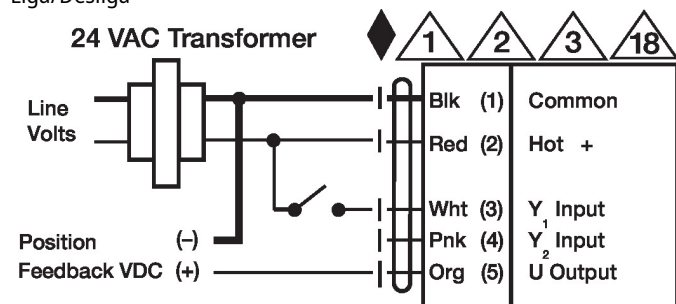 Liga/Desliga
24 VAC Transformer
1 2 3 18
Line
Volts
Blk (1) Common
Red (2) Hot +
Wht (3) Y1 Input
Pnk (4) Y2 Input
Org (5) U Output
Position (–)
Feedback VDC (+)